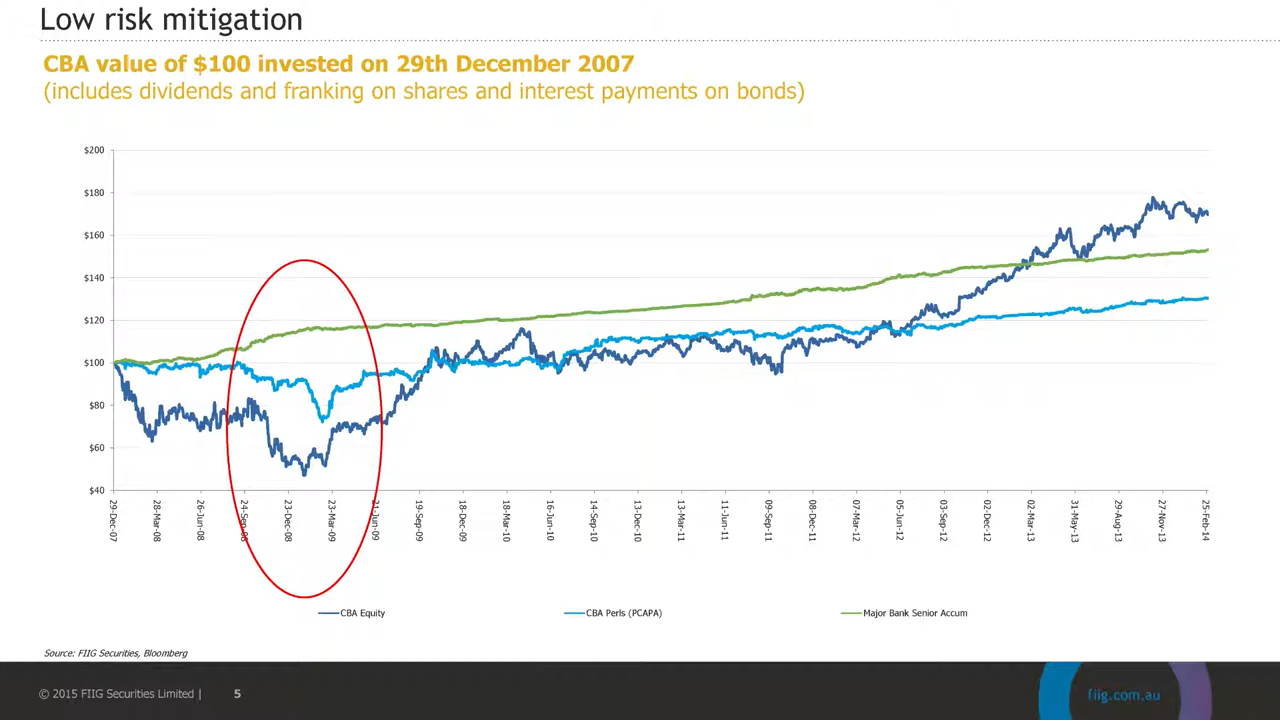 Low risk mitigation
CBA value of $100 invested on 29th December 2007
(includes dividends and franking on shares and interest payments on bonds)
$200
$180
$160
$140
$120
$100
$80
$60
$40
29-Dec-07
28-Mar-08
26-Jun-08
24-Sep-08
23-Dec-08
23-Mar-09
21-Jun-09
19-Sep-09
18-Dec-09
18-Mar-10
16-Jun-10
14-Sep-10
13-Dec-10
13-Mar-11
11-Jun-11
09-Sep-11
08-Dec-11
07-Mar-12
05-Jun-12
03-Sep-12
02-Dec-12
02-Mar-13
31-May-13
29-Aug-13
27-Nov-13
25-Feb-14
CBA Equity
CBA Perls (PCAPA)
Major Bank Senior Accum
Source: FIIG Securities, Bloomberg
© 2015 FIIG Securities Limited | 5
fiig.com.au